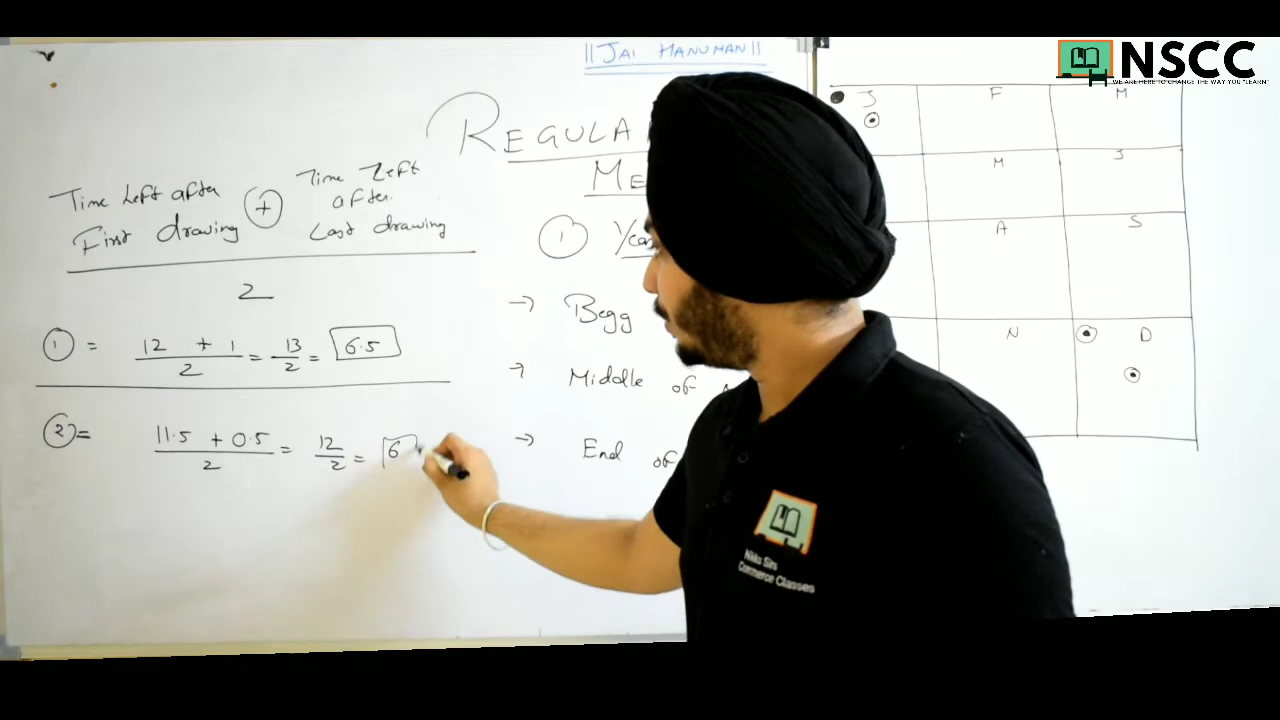 || JAI HANUMAN ||
NSCC
WE ARE HERE TO CHANGE THE WAY YOU "LEARN"
REGULA
ME
Time Left after
First drawing
+
Time Left
after
Last drawing
2
1 = 12 + 1 / 2 = 13 / 2 = 6.5
2 = 11.5 + 0.5 / 2 = 12 / 2 = 6
1
→ Begg
→ Middle of
→ End of
J F M
M J
A S
N D
Nikku Sirs
Commerce Classes